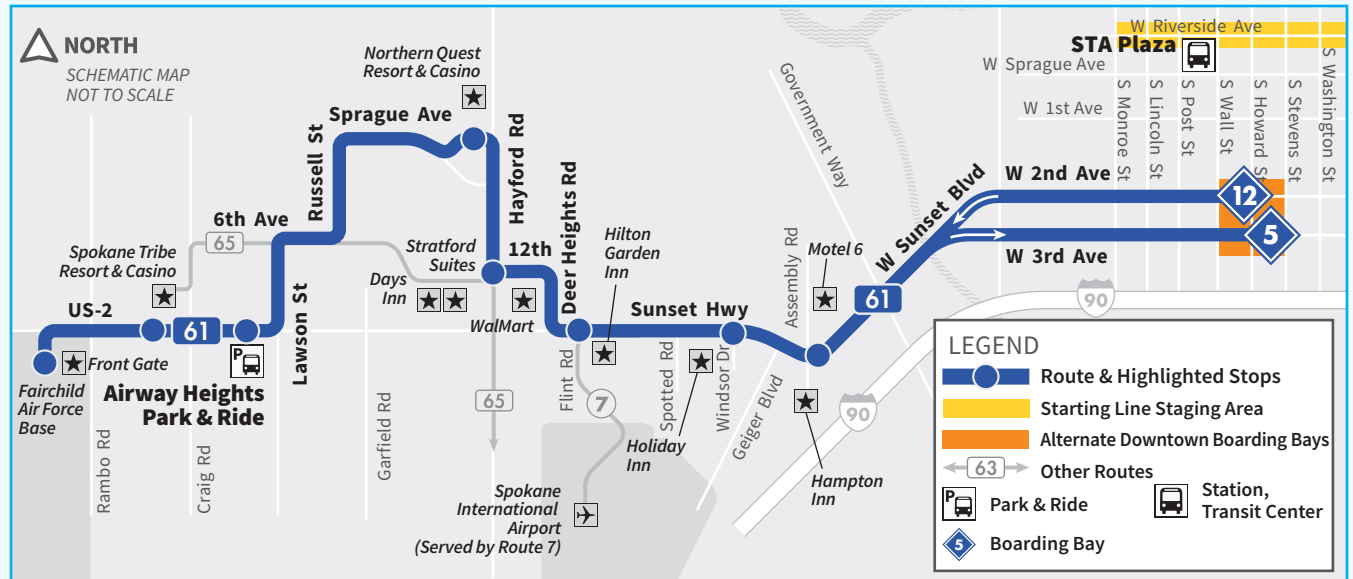 NORTH
SCHEMATIC MAP
NOT TO SCALE
Northern Quest
Resort & Casino
Sprague Ave
Russell St
Hayford Rd
6th Ave
65
Spokane Tribe
Resort & Casino
US-2
61
Front Gate
Fairchild
Air Force
Base
P
Airway Heights
Park & Ride
Lawson St
Rambo Rd
Craig Rd
Garfield Rd
Stratford
Suites
Days
Inn
12th
WalMart
65
Deer Heights Rd
Hilton
Garden
Inn
Flint Rd
7
Spokane
International
Airport
(Served by Route 7)
Sunset Hwy
Spotted Rd
Holiday
Inn
Windsor Dr
Geiger Blvd
Assembly Rd
Motel 6
Hampton
Inn
Government Way
W Sunset Blvd
61
90
90
W Riverside Ave
STA Plaza
W Sprague Ave
W 1st Ave
S Monroe St
S Lincoln St
S Post St
S Wall St
S Howard St
S Stevens St
S Washington St
W 2nd Ave
12
W 3rd Ave
5
LEGEND
Route & Highlighted Stops
Starting Line Staging Area
Alternate Downtown Boarding Bays
63
Other Routes
P
Park & Ride
Station,
Transit Center
5
Boarding Bay